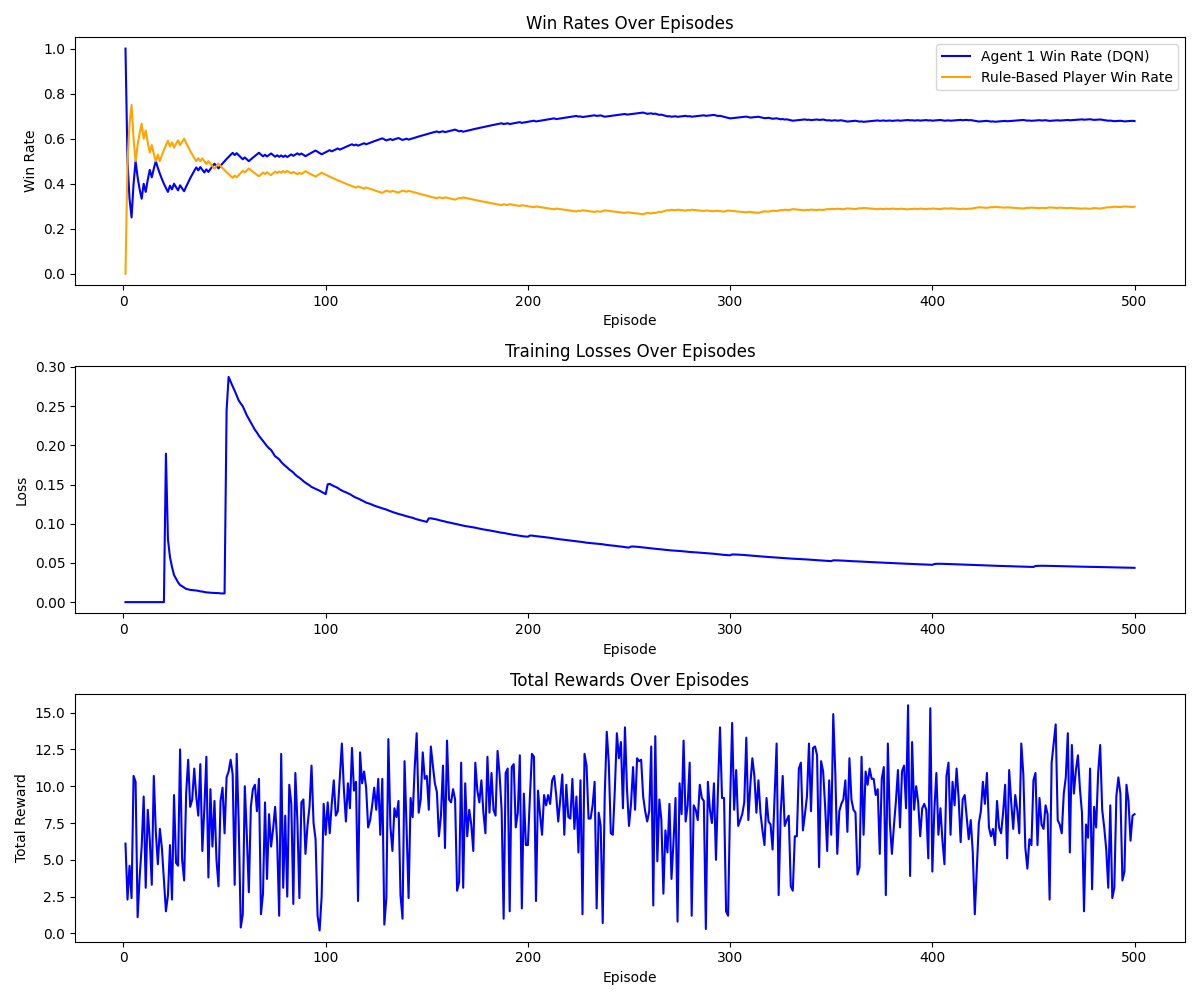 Win Rates Over Episodes
Win Rate
1.0
0.8
0.6
0.4
0.2
0.0
Agent 1 Win Rate (DQN)
Rule-Based Player Win Rate
0 100 200 300 400 500
Episode
Training Losses Over Episodes
Loss
0.30
0.25
0.20
0.15
0.10
0.05
0.00
0 100 200 300 400 500
Episode
Total Rewards Over Episodes
Total Reward
15.0
12.5
10.0
7.5
5.0
2.5
0.0
0 100 200 300 400 500
Episode